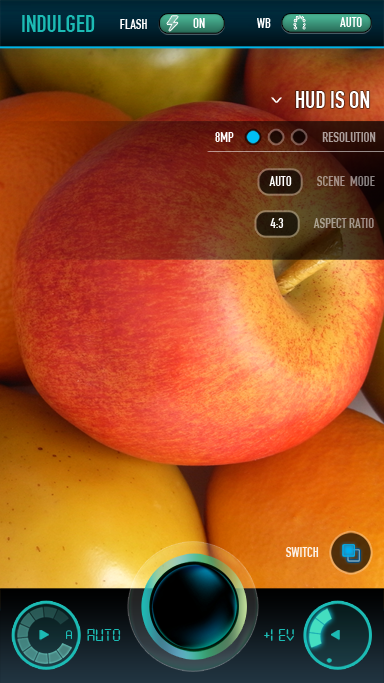 INDULGED FLASH ON WB AUTO
HUD IS ON
8MP RESOLUTION
AUTO SCENE MODE
4:3 ASPECT RATIO
SWITCH
A AUTO +1 EV